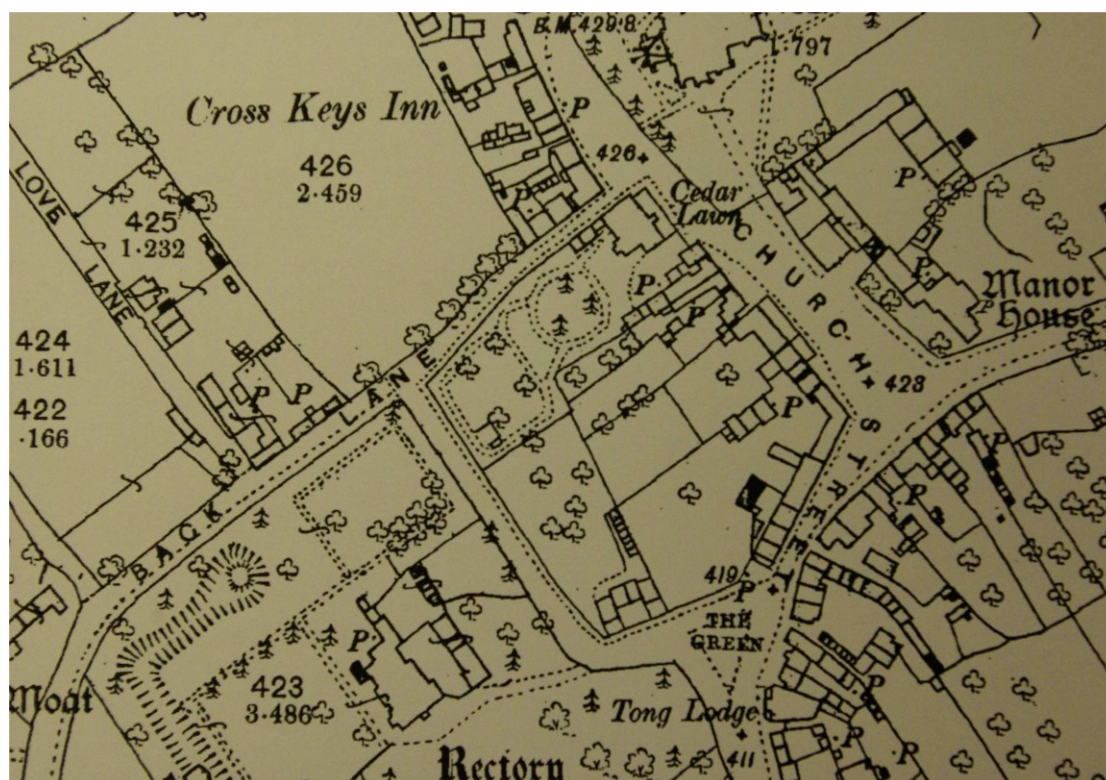 B.M.429.8
1.797
Cross Keys Inn
P
426
2.459
426
P
Cedar
Lawn
P
LOVE LANE
425
1.232
P
P
CHURCH STREET
Manor
House
P
424
1.611
422
.166
P
P
P
428
BACK LANE
P
P
P
419
P
THE
GREEN
P
423
3.486
Moat
Tong Lodge
P
P
411
Rectory